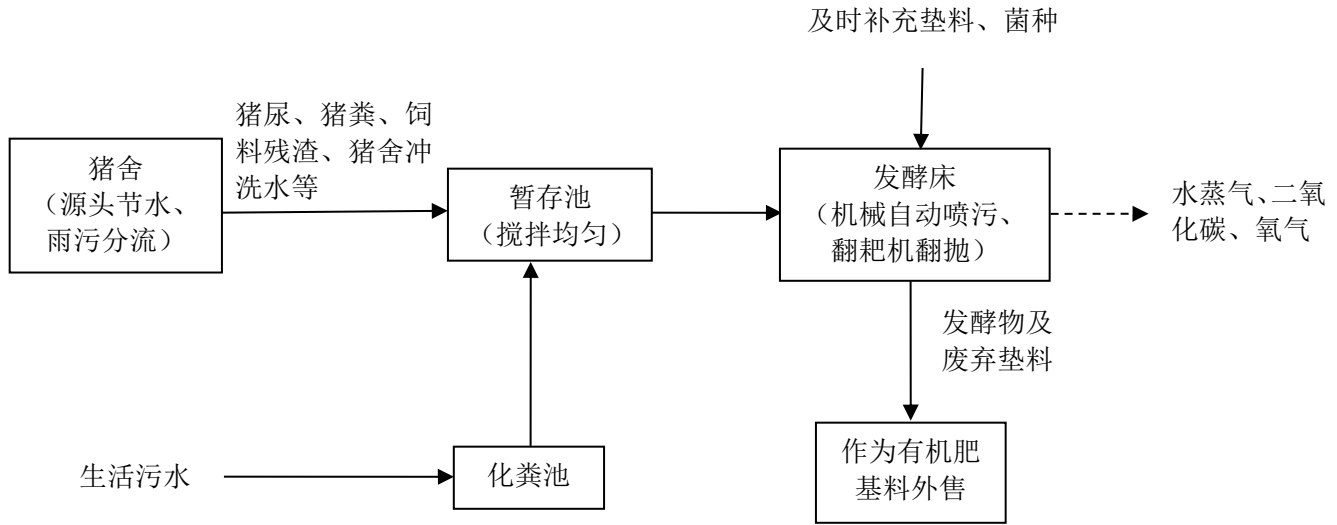 及时补充垫料、菌种
猪尿、猪粪、饲
料残渣、猪舍冲
洗水等
猪舍
（源头节水、
雨污分流）
暂存池
（搅拌均匀）
发酵床
（机械自动喷污、
翻耙机翻抛）
水蒸气、二氧
化碳、氧气
发酵物及
废弃垫料
生活污水
化粪池
作为有机肥
基料外售